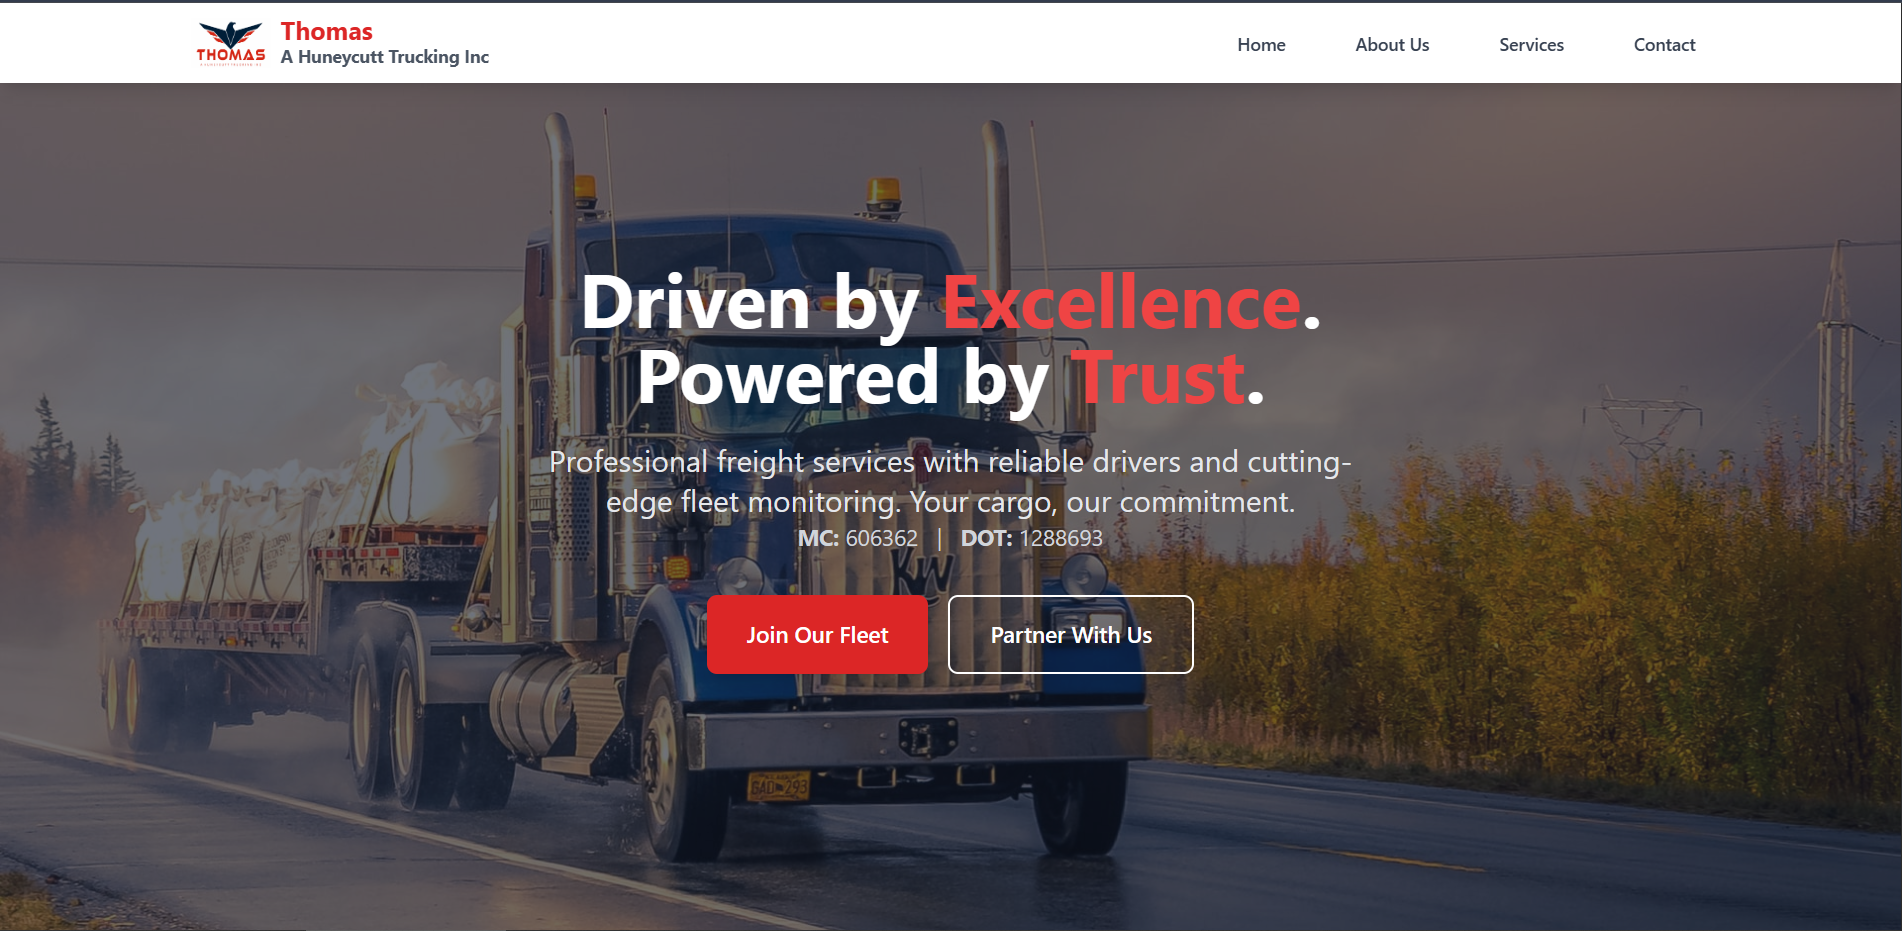 THOMAS
Thomas
A Huneycutt Trucking Inc
Home
About Us
Services
Contact
Driven by Excellence.
Powered by Trust.
Professional freight services with reliable drivers and cutting-
edge fleet monitoring. Your cargo, our commitment.
MC: 606362 | DOT: 1288693
KW
Join Our Fleet
Partner With Us